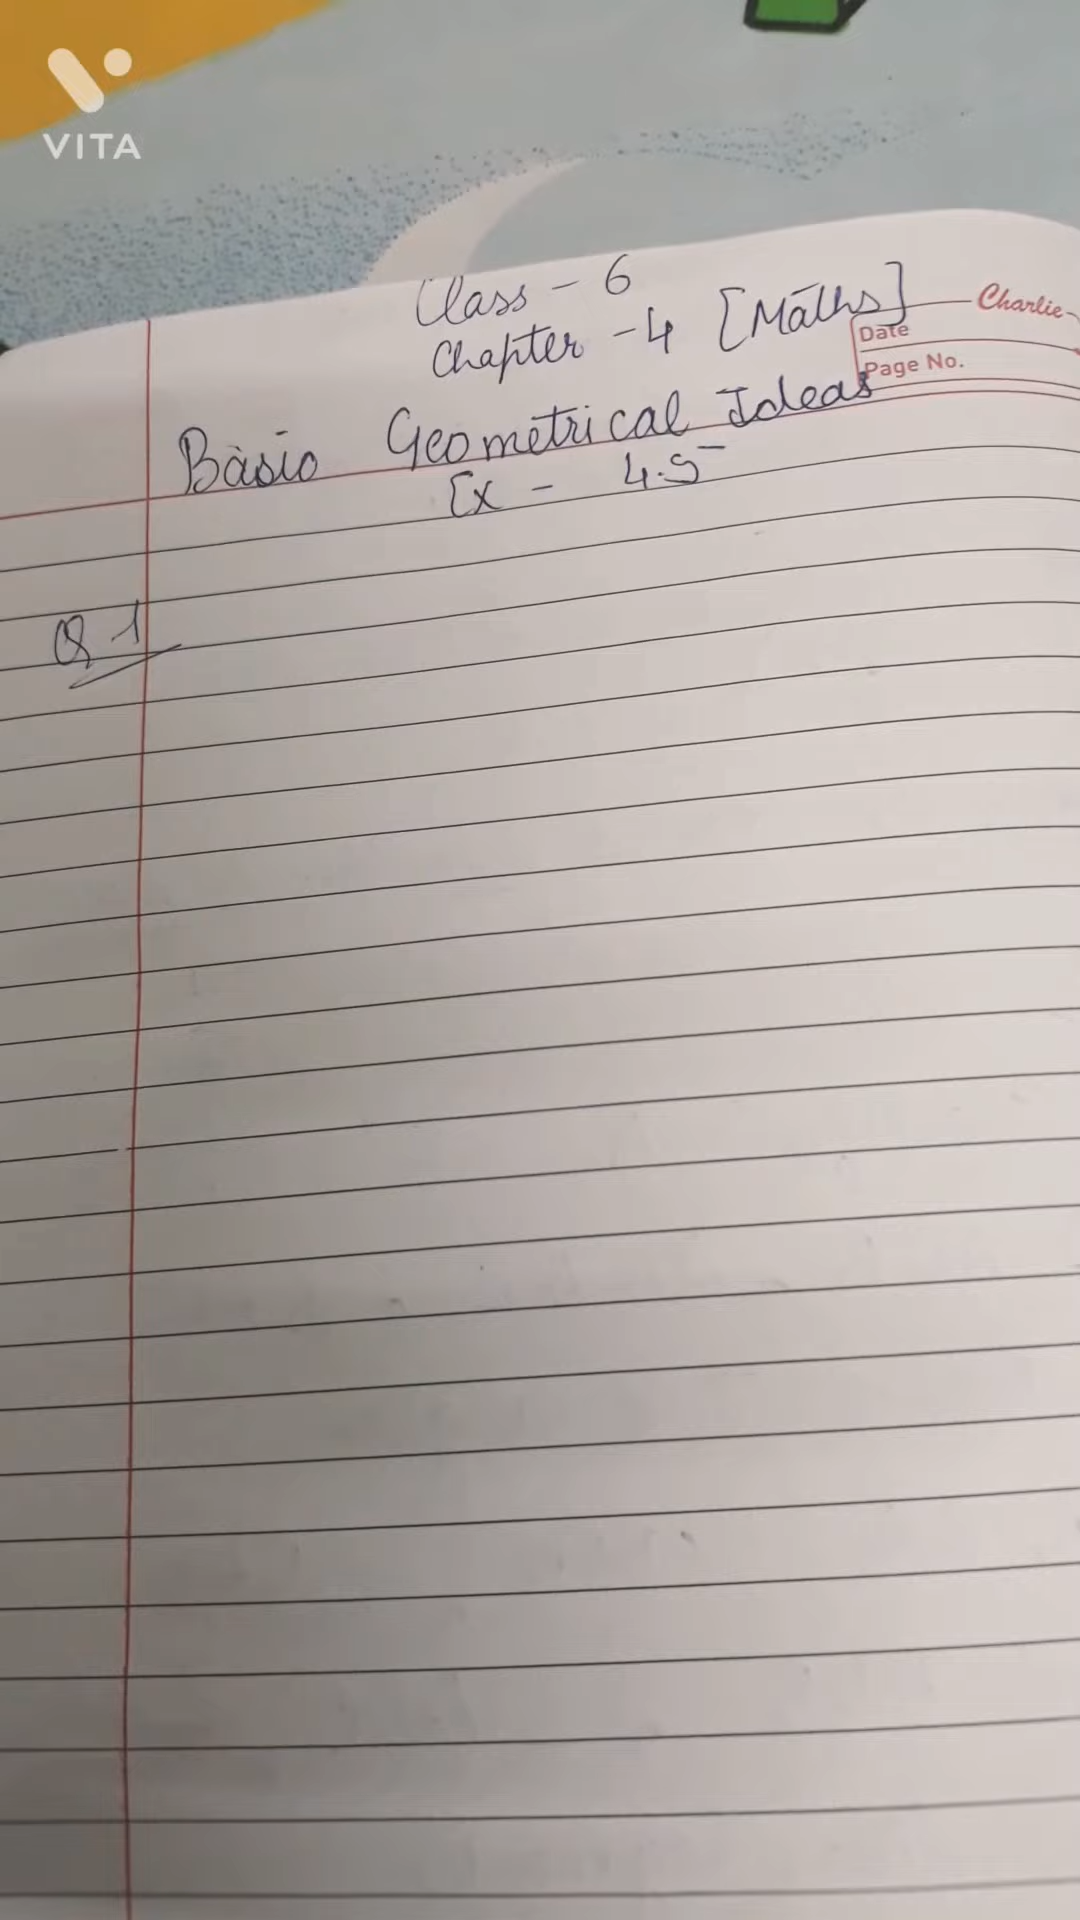 VITA
Class - 6
Chapter - 4 [Maths]
Charlie
Date
Page No.
Basic Geometrical Ideas
Ex - 4.5
Q 1